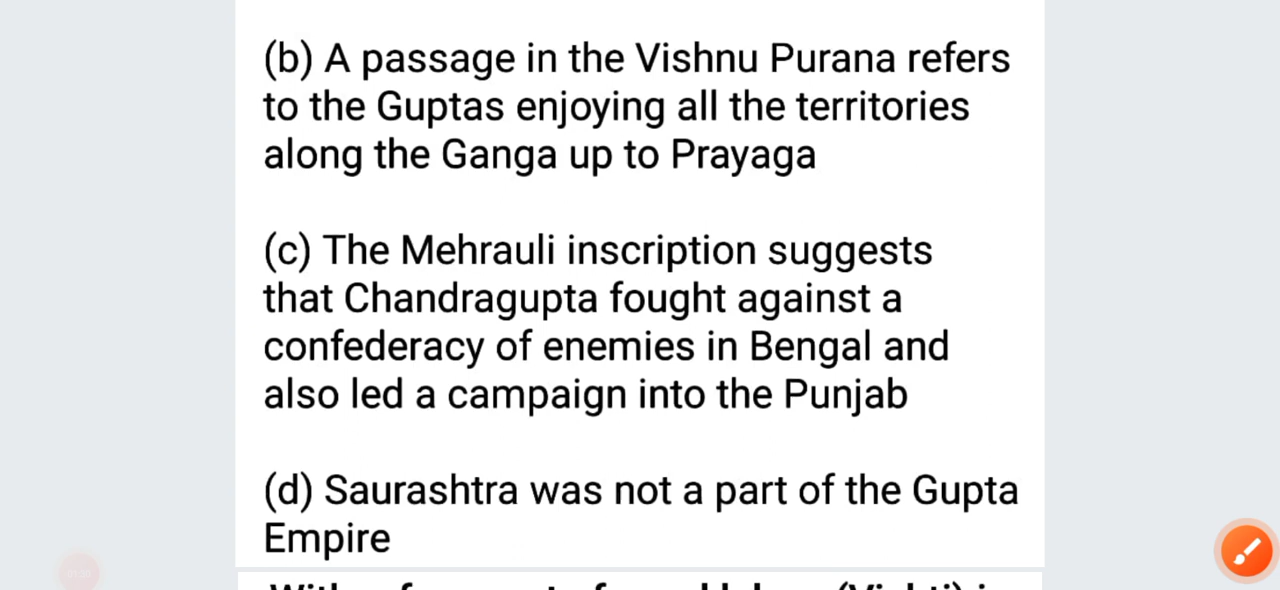 (b) A passage in the Vishnu Purana refers
to the Guptas enjoying all the territories
along the Ganga up to Prayaga
(c) The Mehrauli inscription suggests
that Chandragupta fought against a
confederacy of enemies in Bengal and
also led a campaign into the Punjab
(d) Saurashtra was not a part of the Gupta
Empire